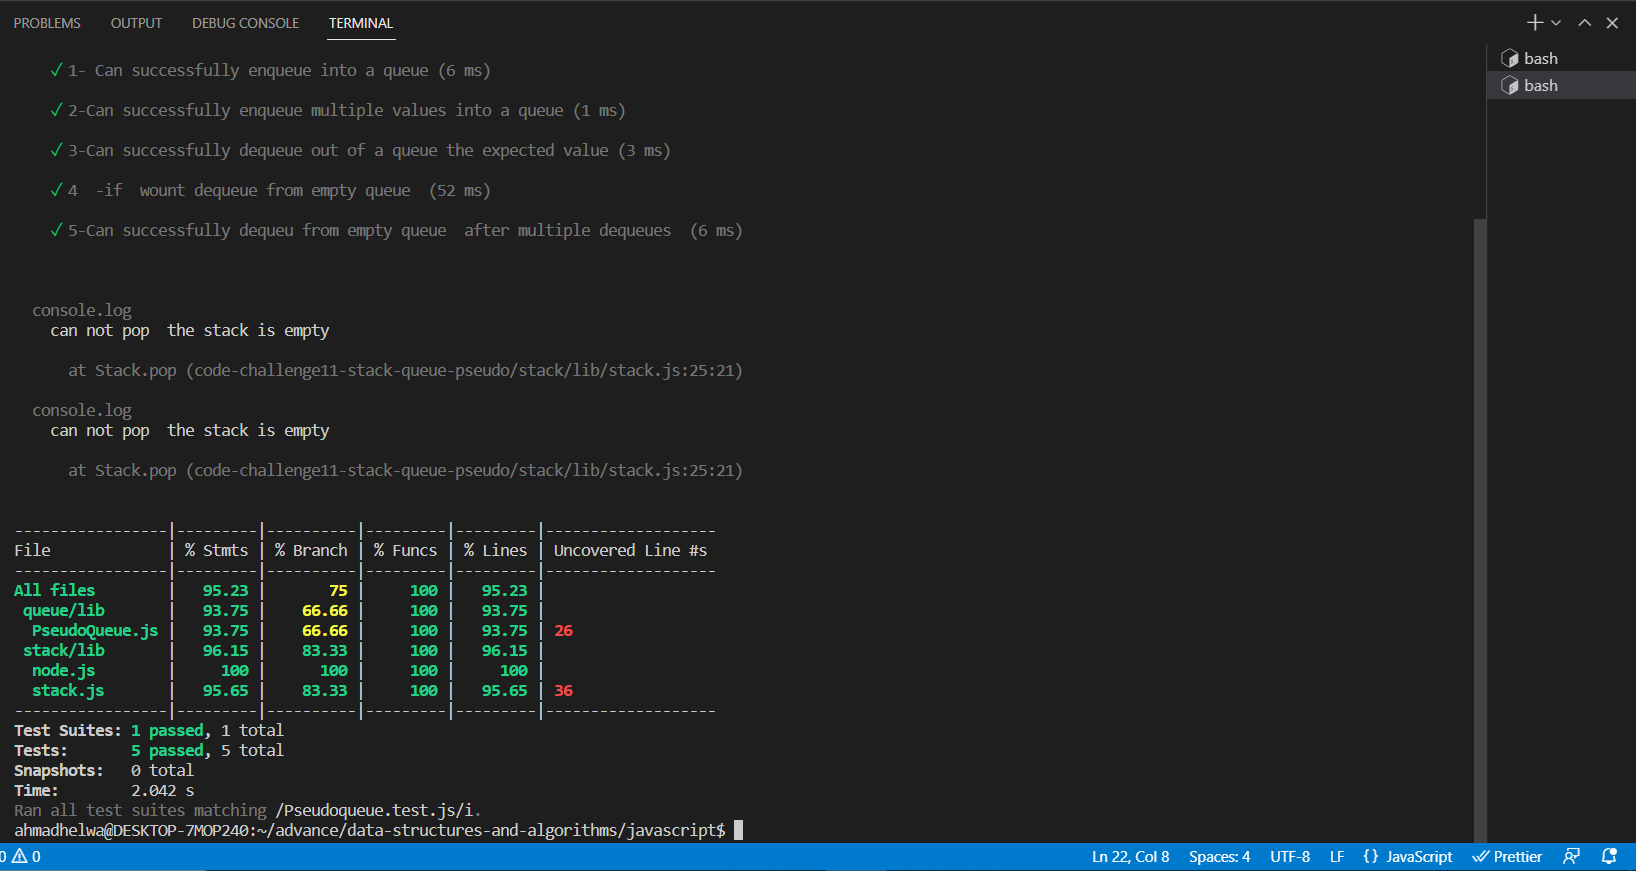 PROBLEMS OUTPUT DEBUG CONSOLE TERMINAL
bash
bash
✓ 1- Can successfully enqueue into a queue (6 ms)
✓ 2-Can successfully enqueue multiple values into a queue (1 ms)
✓ 3-Can successfully dequeue out of a queue the expected value (3 ms)
✓ 4  -if  wount dequeue from empty queue  (52 ms)
✓ 5-Can successfully dequeu from empty queue  after multiple dequeues  (6 ms)
console.log
can not pop  the stack is empty
at Stack.pop (code-challenge11-stack-queue-pseudo/stack/lib/stack.js:25:21)
console.log
can not pop  the stack is empty
at Stack.pop (code-challenge11-stack-queue-pseudo/stack/lib/stack.js:25:21)
-----------------|---------|----------|---------|---------|-------------------
File             | % Stmts | % Branch | % Funcs | % Lines | Uncovered Line #s
-----------------|---------|----------|---------|---------|-------------------
All files        |   95.23 |       75 |     100 |   95.23 |
queue/lib       |   93.75 |    66.66 |     100 |   93.75 |
PseudoQueue.js |   93.75 |    66.66 |     100 |   93.75 | 26
stack/lib       |   96.15 |    83.33 |     100 |   96.15 |
node.js        |     100 |      100 |     100 |     100 |
stack.js       |   95.65 |    83.33 |     100 |   95.65 | 36
-----------------|---------|----------|---------|---------|-------------------
Test Suites: 1 passed, 1 total
Tests:       5 passed, 5 total
Snapshots:   0 total
Time:        2.042 s
Ran all test suites matching /Pseudoqueue.test.js/i.
ahmadhelwa@DESKTOP-7MOP240:~/advance/data-structures-and-algorithms/javascript$
0 0 Ln 22, Col 8 Spaces: 4 UTF-8 LF {} JavaScript Prettier